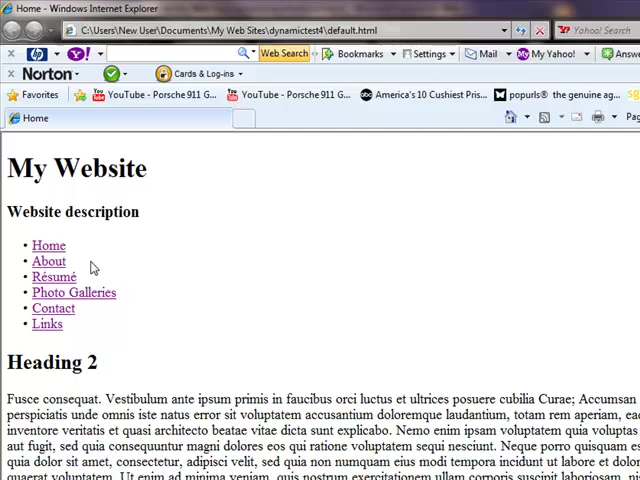 Home - Windows Internet Explorer
C:\Users\New User\Documents\My Web Sites\dynamictest4\default.html
Yahoo! Search
Web Search Bookmarks Settings Mail My Yahoo! Answe
Norton Cards & Log-ins
Favorites YouTube - Porsche 911 G... YouTube - Porsche 911 G... America's 10 Cushiest Pris... popurls® the genuine ag...
Home Pag
My Website
Website description
• Home
• About
• Résumé
• Photo Galleries
• Contact
• Links
Heading 2
Fusce consequat. Vestibulum ante ipsum primis in faucibus orci luctus et ultrices posuere cubilia Curae; Accumsan
perspiciatis unde omnis iste natus error sit voluptatem accusantium doloremque laudantium, totam rem aperiam, ea
inventore veritatis et quasi architecto beatae vitae dicta sunt explicabo. Nemo enim ipsam voluptatem quia voluptas
aut fugit, sed quia consequuntur magni dolores eos qui ratione voluptatem sequi nesciunt. Neque porro quisquam es
quia dolor sit amet, consectetur, adipisci velit, sed quia non numquam eius modi tempora incidunt ut labore et dolor
quaerat voluptatem. Ut enim ad minima veniam, quis nostrum exercitationem ullam corporis suscipit laboriosam, nis